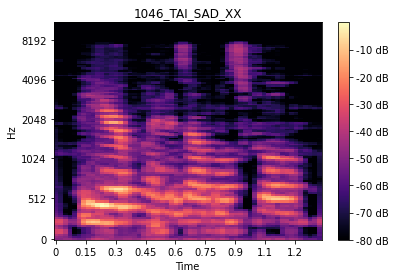 1046_TAI_SAD_XX
8192
4096
2048
1024
512
0
Hz
0 0.15 0.3 0.45 0.6 0.75 0.9 1.1 1.2
Time
-10 dB
-20 dB
-30 dB
-40 dB
-50 dB
-60 dB
-70 dB
-80 dB